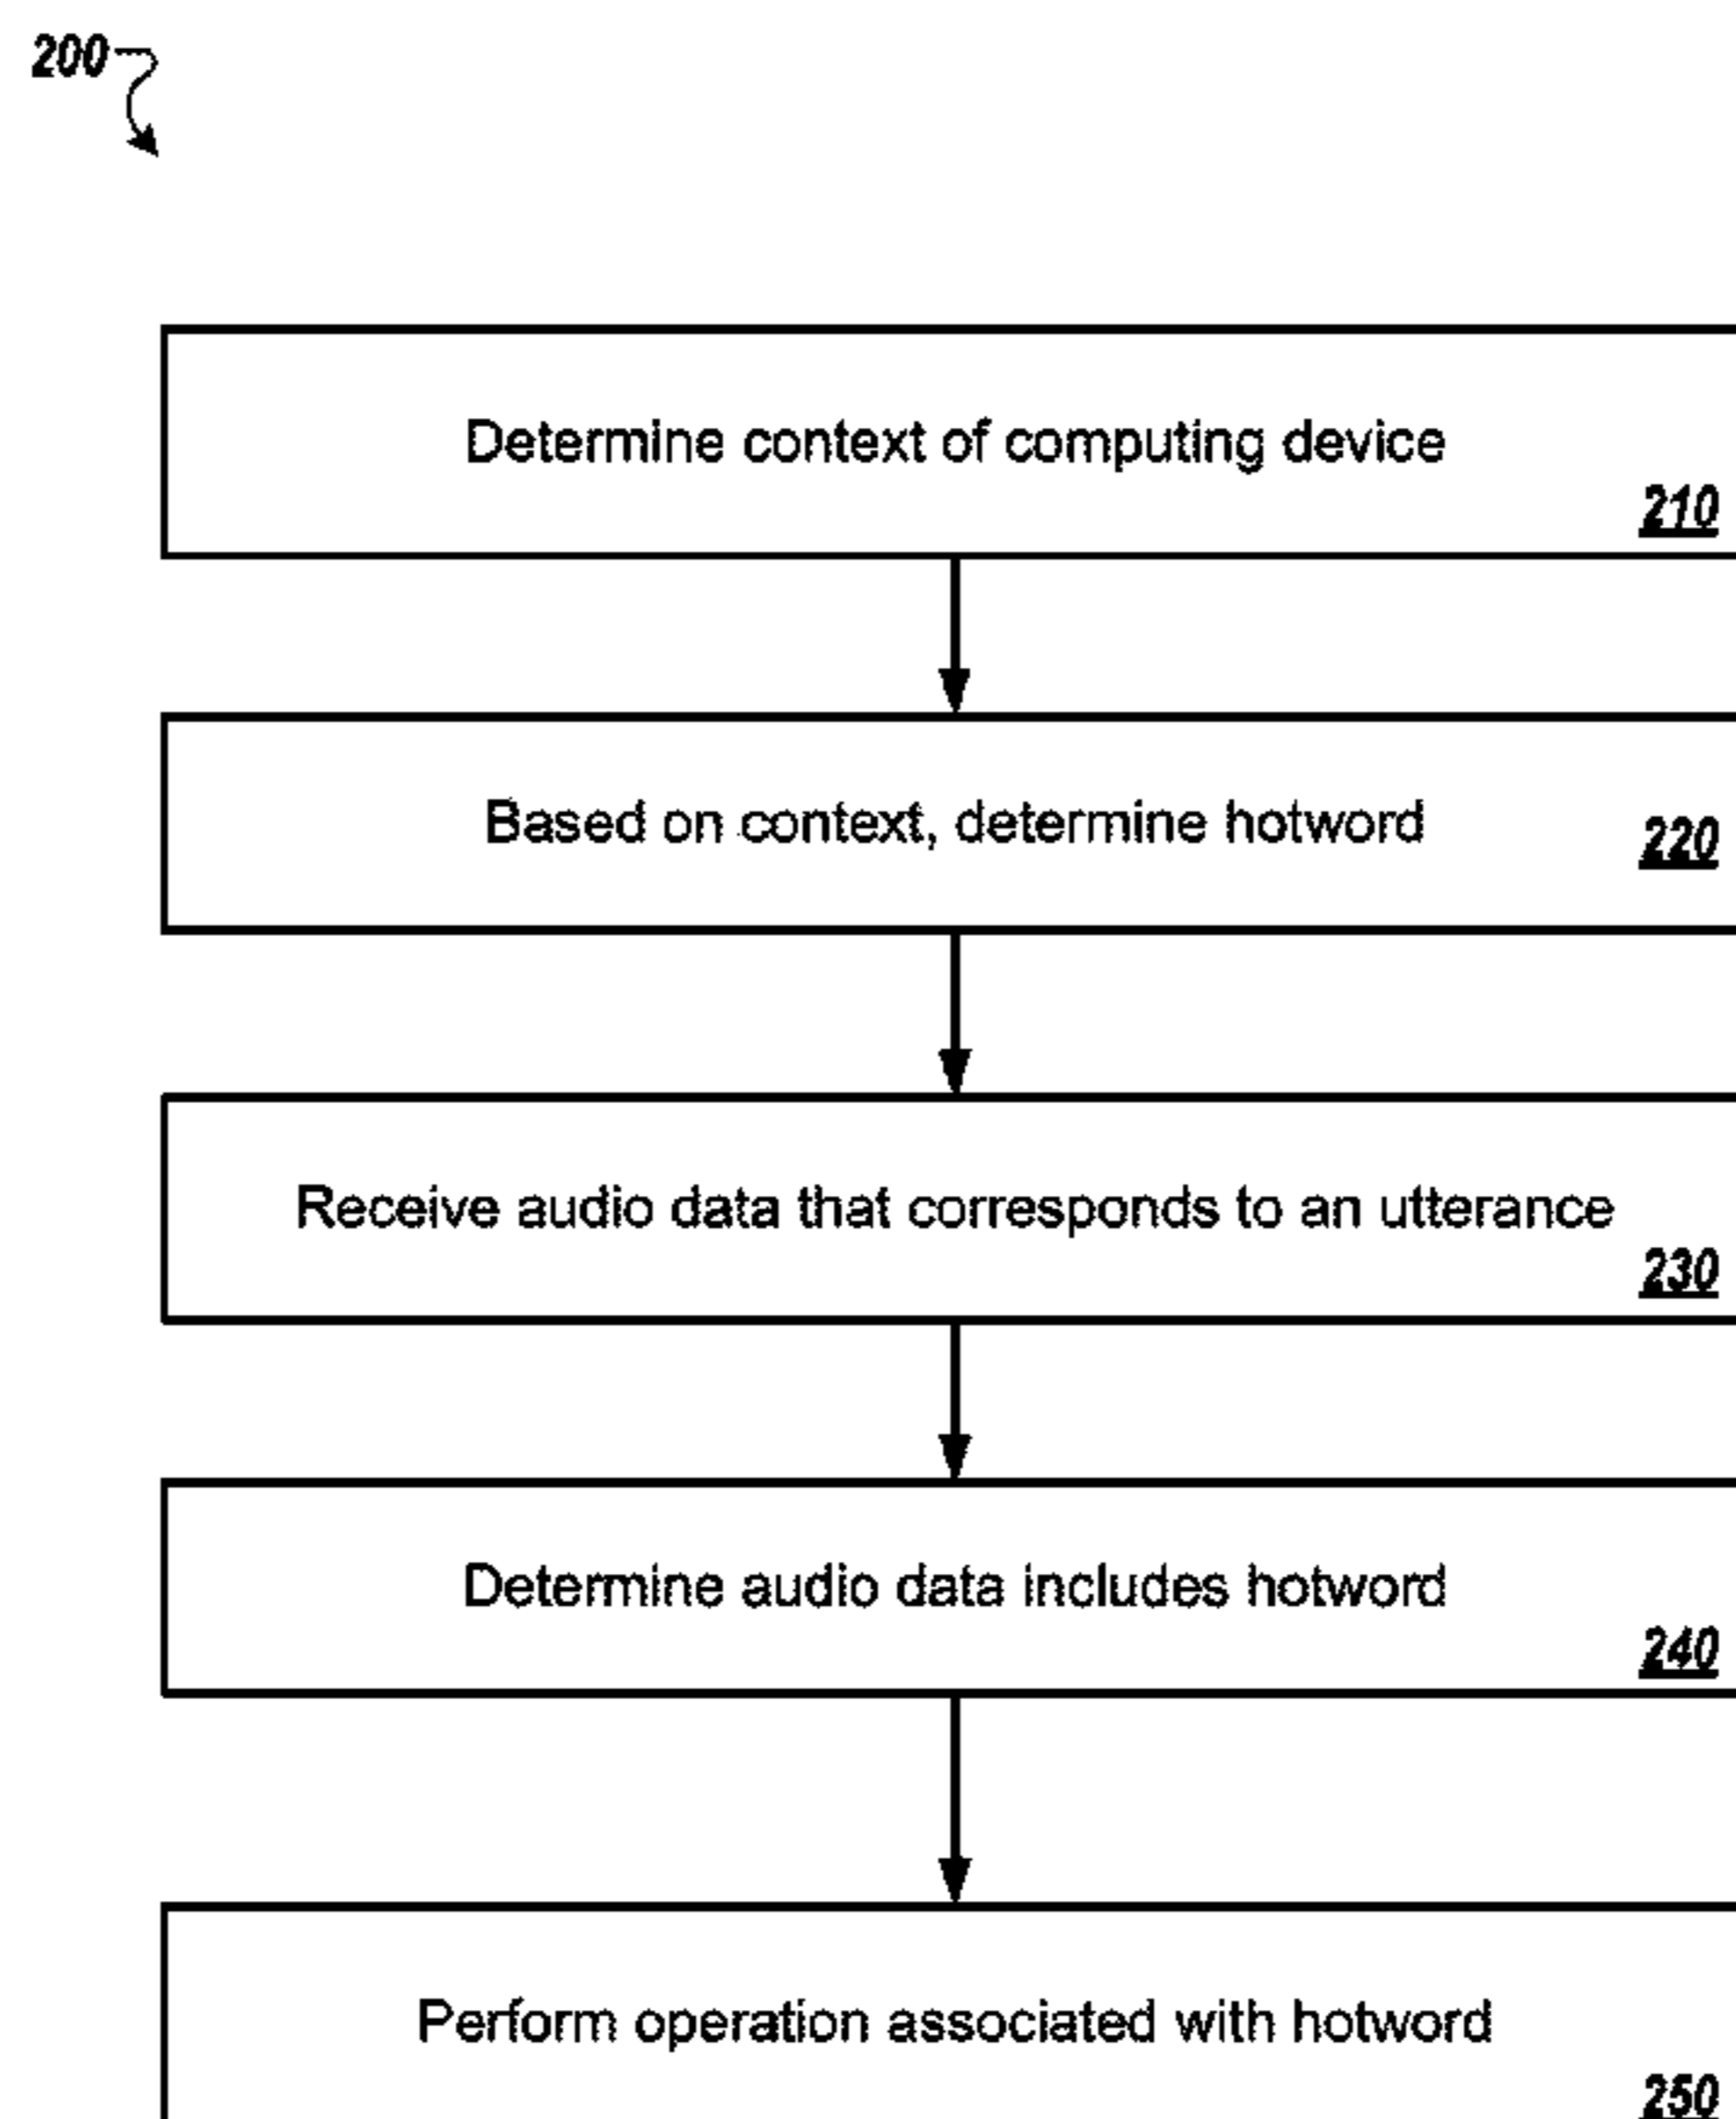 200
Determine context of computing device
210
Based on context, determine hotword
220
Receive audio data that corresponds to an utterance
230
Determine audio data includes hotword
240
Perform operation associated with hotword
250